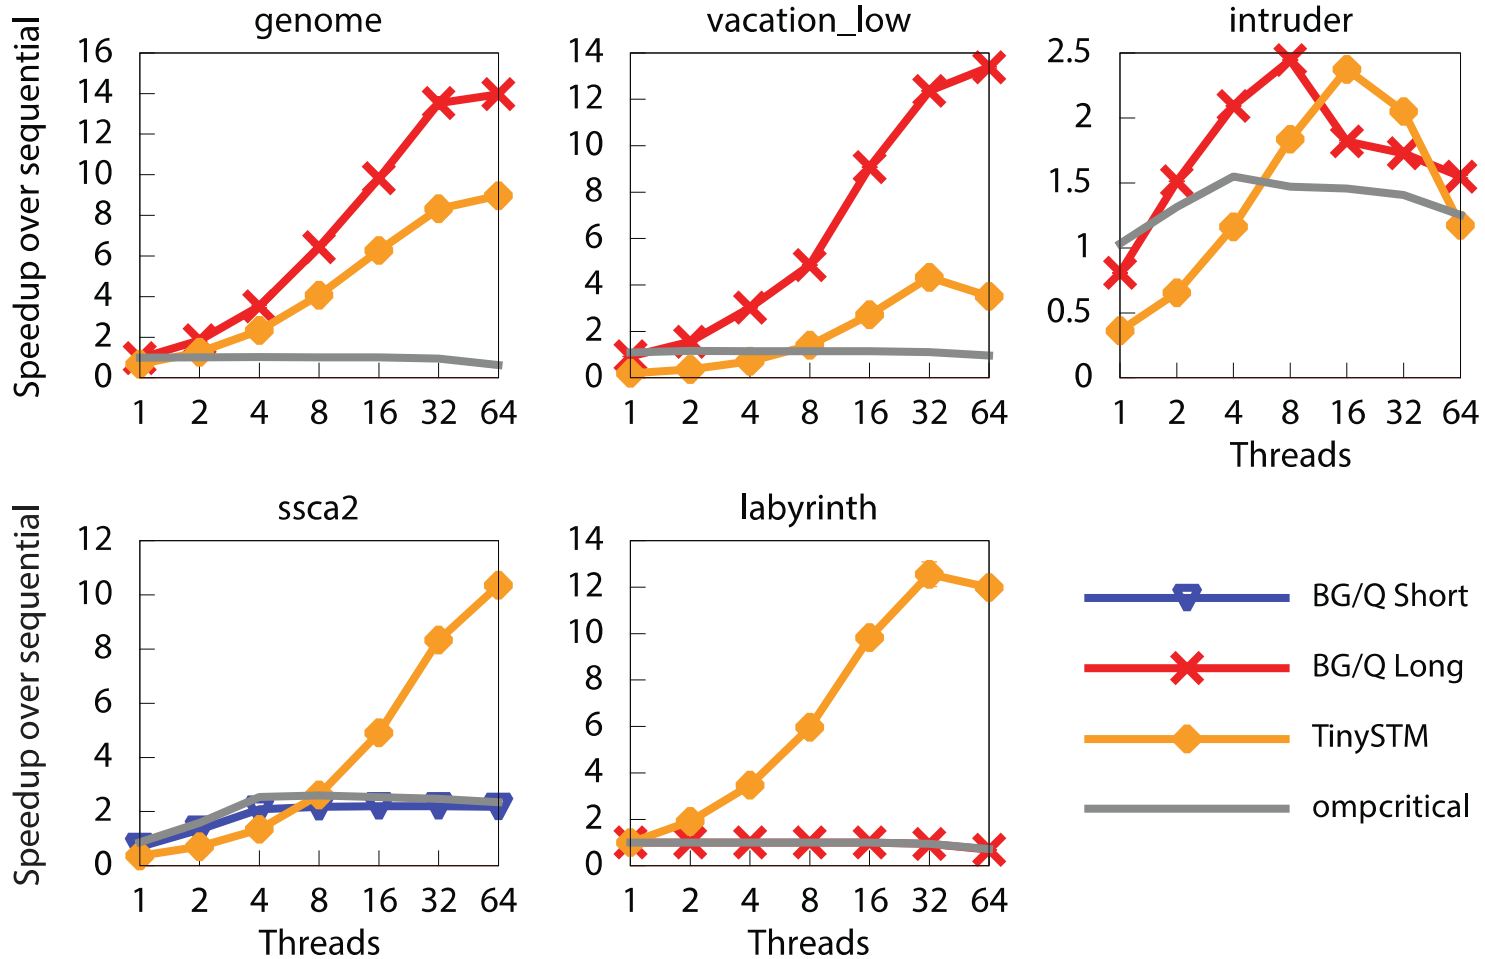 genome
vacation_low
intruder
Speedup over sequential
16
14
12
10
8
6
4
2
0
1 2 4 8 16 32 64
14
12
10
8
6
4
2
0
1 2 4 8 16 32 64
2.5
2
1.5
1
0.5
0
1 2 4 8 16 32 64
Threads
ssca2
labyrinth
Speedup over sequential
12
10
8
6
4
2
0
1 2 4 8 16 32 64
Threads
14
12
10
8
6
4
2
0
1 2 4 8 16 32 64
Threads
BG/Q Short
BG/Q Long
TinySTM
ompcritical